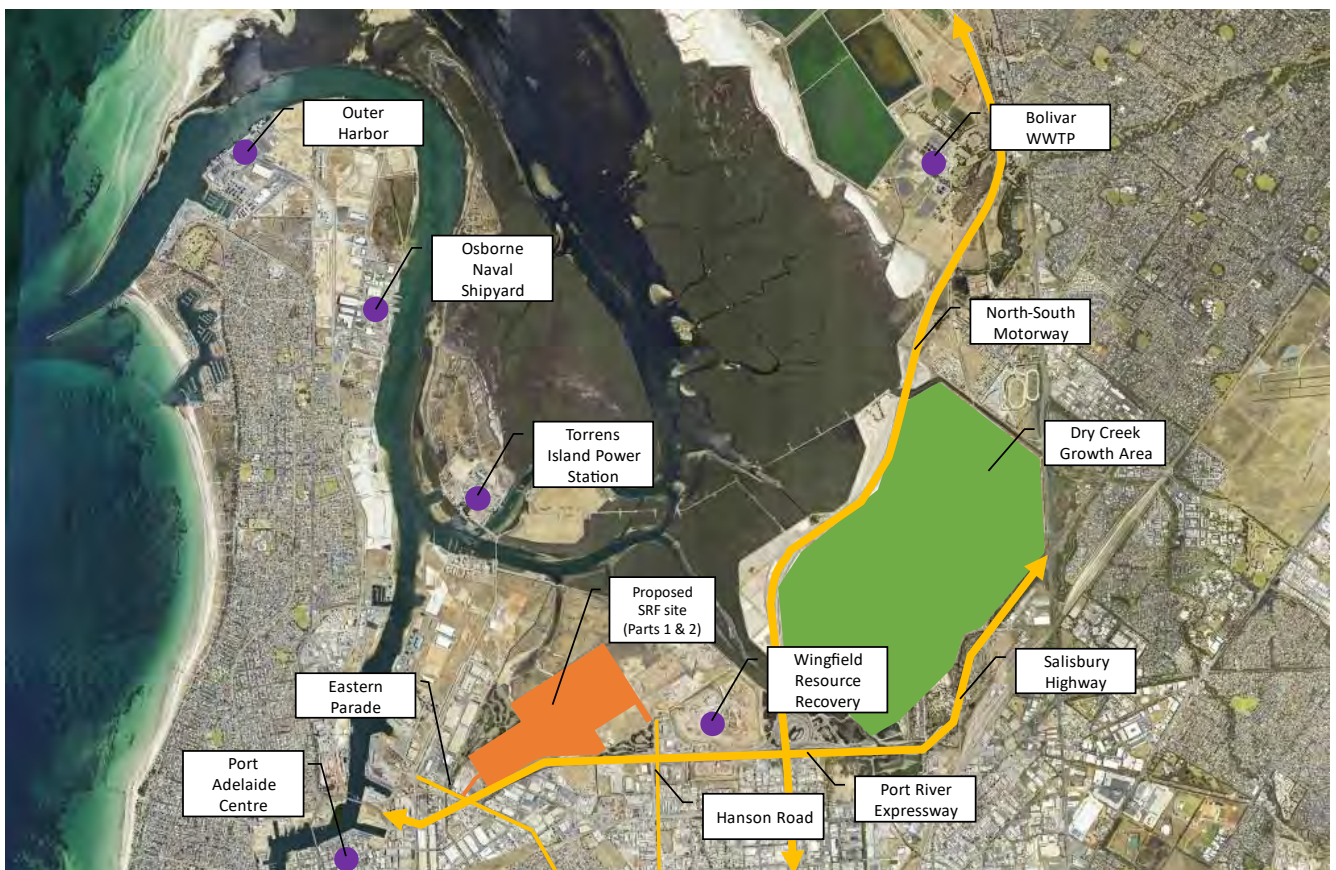 Outer
Harbor
Bolivar
WWTP
Osborne
Naval
Shipyard
North-South
Motorway
Torrens
Island Power
Station
Dry Creek
Growth Area
Proposed
SRF site
(Parts 1 & 2)
Wingfield
Resource
Recovery
Salisbury
Highway
Eastern
Parade
Port
Adelaide
Centre
Hanson Road
Port River
Expressway